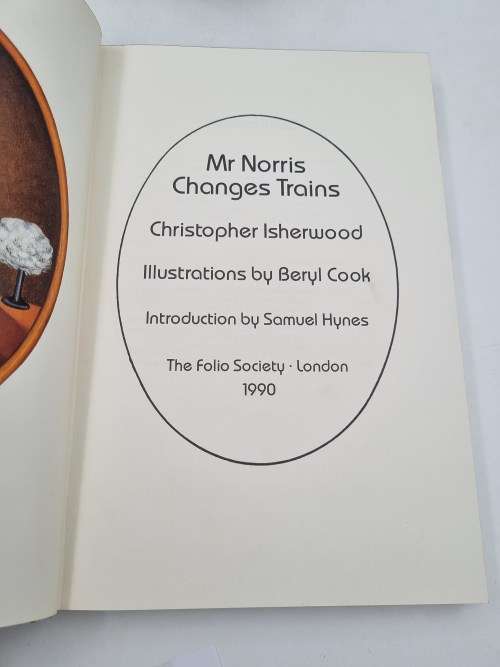 Mr Norris
Changes Trains
Christopher Isherwood
Illustrations by Beryl Cook
Introduction by Samuel Hynes
The Folio Society · London
1990